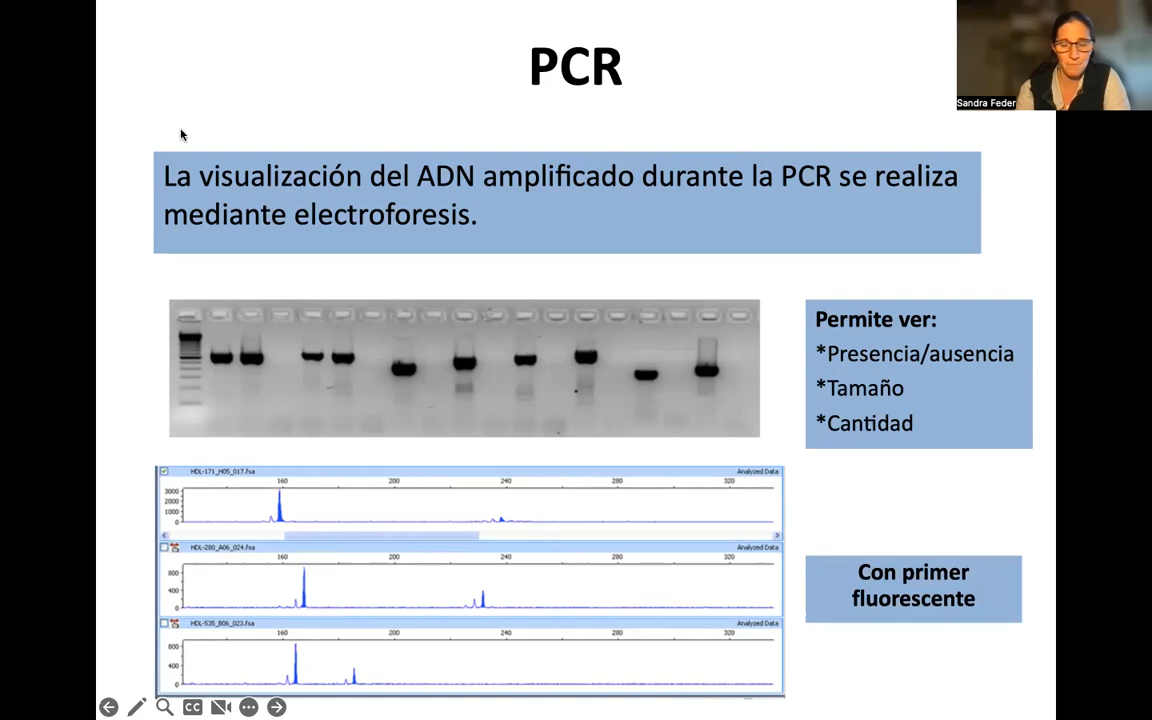 PCR
Sandra Feder
La visualización del ADN amplificado durante la PCR se realiza
mediante electroforesis.
Permite ver:
*Presencia/ausencia
*Tamaño
*Cantidad
HDL-171_H05_017.fsa Analyzed Data
160 200 240 280 320
3000
2000
1000
0
HDL-280_A06_024.fsa Analyzed Data
160 200 240 280 320
800
400
0
HDL-535_B06_023.fsa Analyzed Data
160 200 240 280 320
800
400
0
Con primer
fluorescente
CC